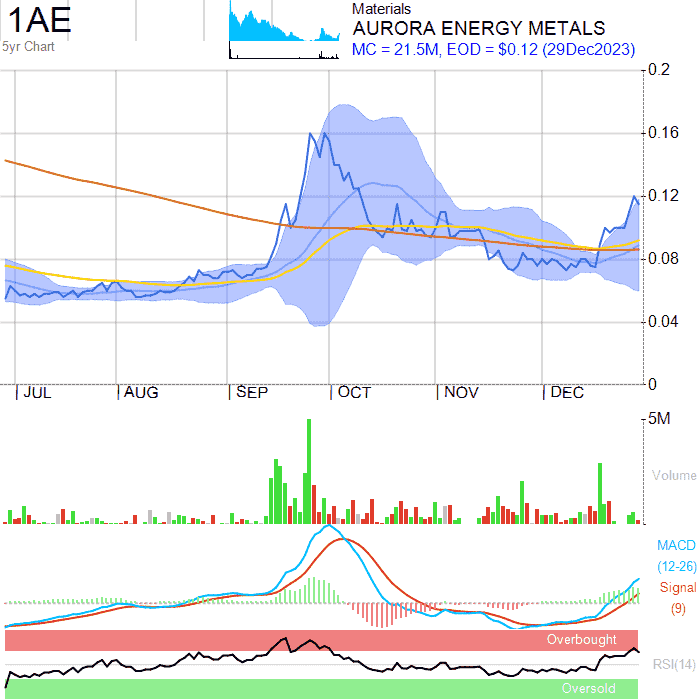 1AE
5yr Chart
Materials
AURORA ENERGY METALS
MC = 21.5M, EOD = $0.12 (29Dec2023)
0.2
0.16
0.12
0.08
0.04
0
JUL AUG SEP OCT NOV DEC
5M
Volume
MACD
(12-26)
Signal
(9)
Overbought
RSI(14)
Oversold